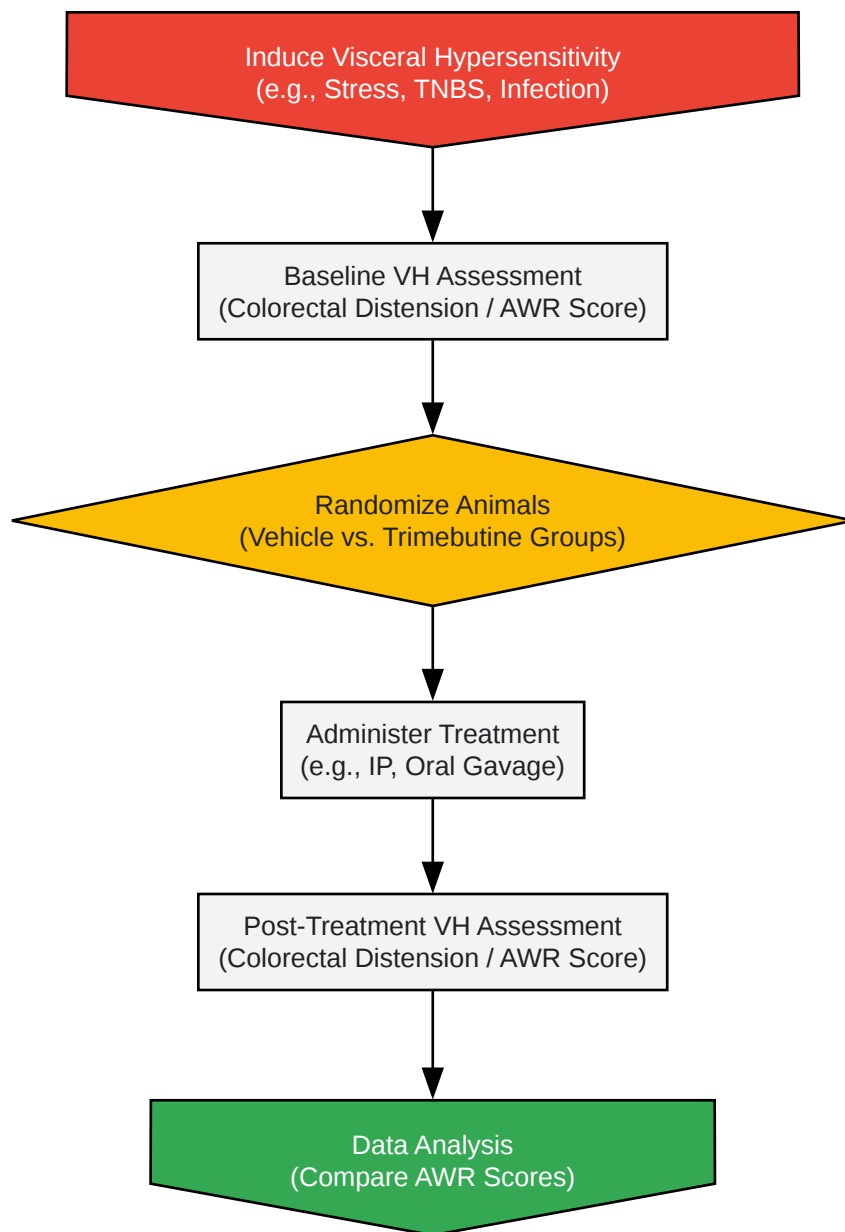 Induce Visceral Hypersensitivity
(e.g., Stress, TNBS, Infection)
Baseline VH Assessment
(Colorectal Distension / AWR Score)
Randomize Animals
(Vehicle vs. Trimebutine Groups)
Administer Treatment
(e.g., IP, Oral Gavage)
Post-Treatment VH Assessment
(Colorectal Distension / AWR Score)
Data Analysis
(Compare AWR Scores)